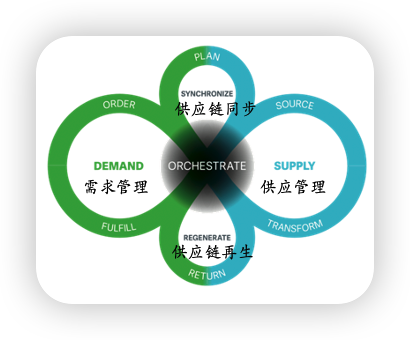 PLAN
SYNCHRONIZE
供应链同步
ORDER
SOURCE
DEMAND
需求管理
ORCHESTRATE
SUPPLY
供应管理
FULFILL
TRANSFORM
REGENERATE
供应链再生
RETURN